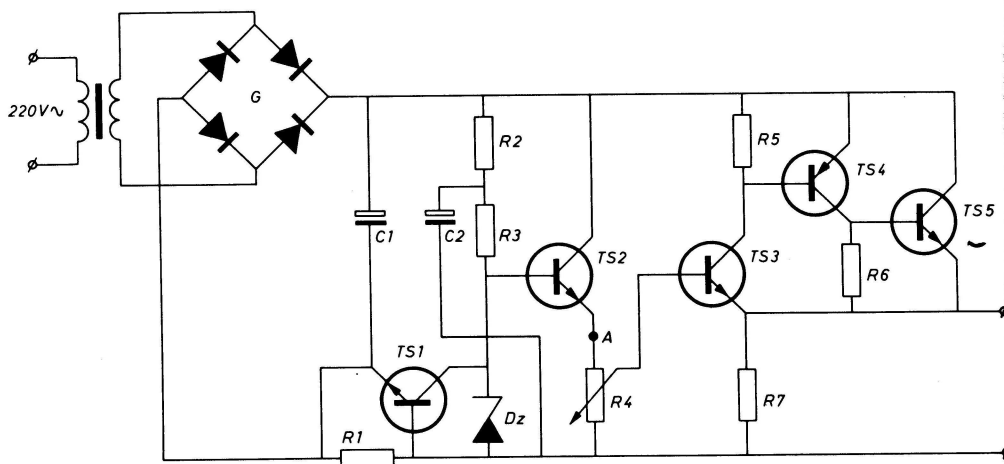 220V~
G
R2
R5
TS4
TS5
C1
C2
R3
TS2
TS3
R6
~
A
TS1
R4
R7
Dz
R1